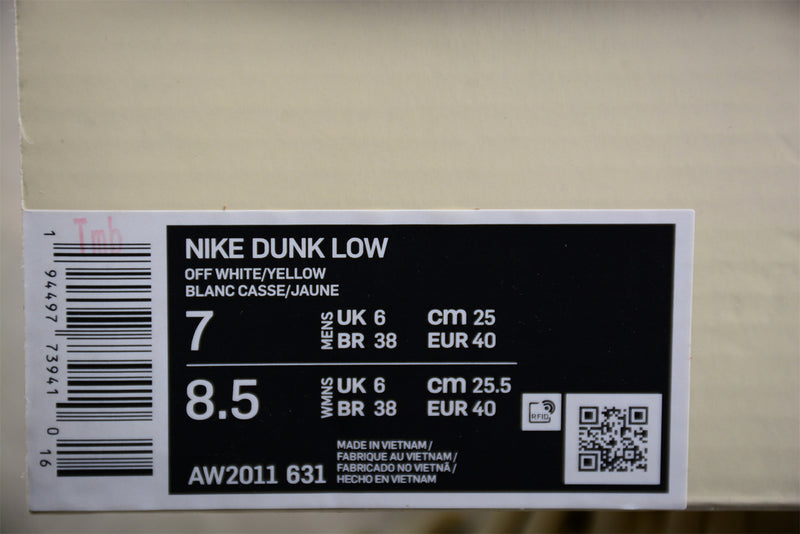 Tmb
1 94497 73941 0 16
NIKE DUNK LOW
OFF WHITE/YELLOW
BLANC CASSE/JAUNE
7 MENS UK 6 cm 25
BR 38 EUR 40
8.5 WMNS UK 6 cm 25.5
BR 38 EUR 40
RFID
AW2011 631
MADE IN VIETNAM /
FABRIQUE AU VIETNAM /
FABRICADO NO VIETNÃ /
HECHO EN VIETNAM